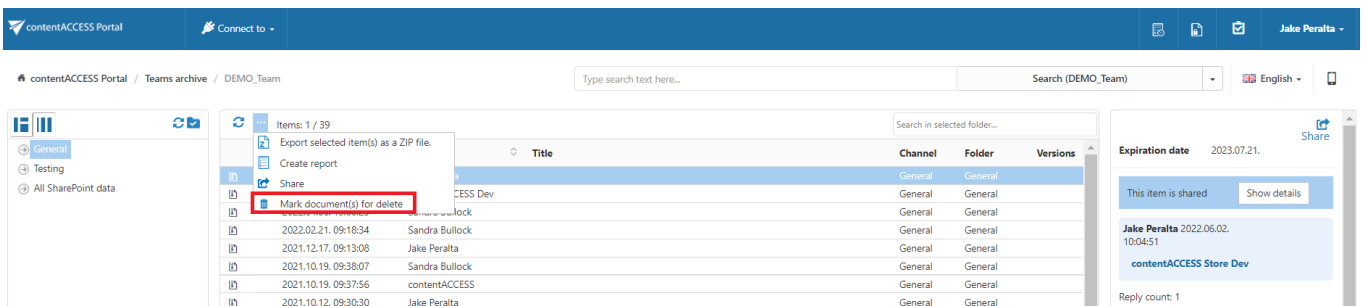 contentACCESS Portal
Connect to
Jake Peralta
contentACCESS Portal / Teams archive / DEMO_Team
Type search text here...
Search (DEMO_Team)
English
General
Testing
All SharePoint data
Items: 1 / 39
Search in selected folder...
Export selected item(s) as a ZIP file.
Create report
Share
Mark document(s) for delete
Title Channel Folder Versions
General General
CESS Dev General General
General General
2022.02.21. 09:18:34 Sandra Bullock General General
2021.12.17. 09:13:08 Jake Peralta General General
2021.10.19. 09:38:07 Sandra Bullock General General
2021.10.19. 09:37:56 contentACCESS General General
2021.10.12. 09:30:30 Jake Peralta General General
Share
Expiration date 2023.07.21.
This item is shared Show details
Jake Peralta 2022.06.02.
10:04:51
contentACCESS Store Dev
Reply count: 1